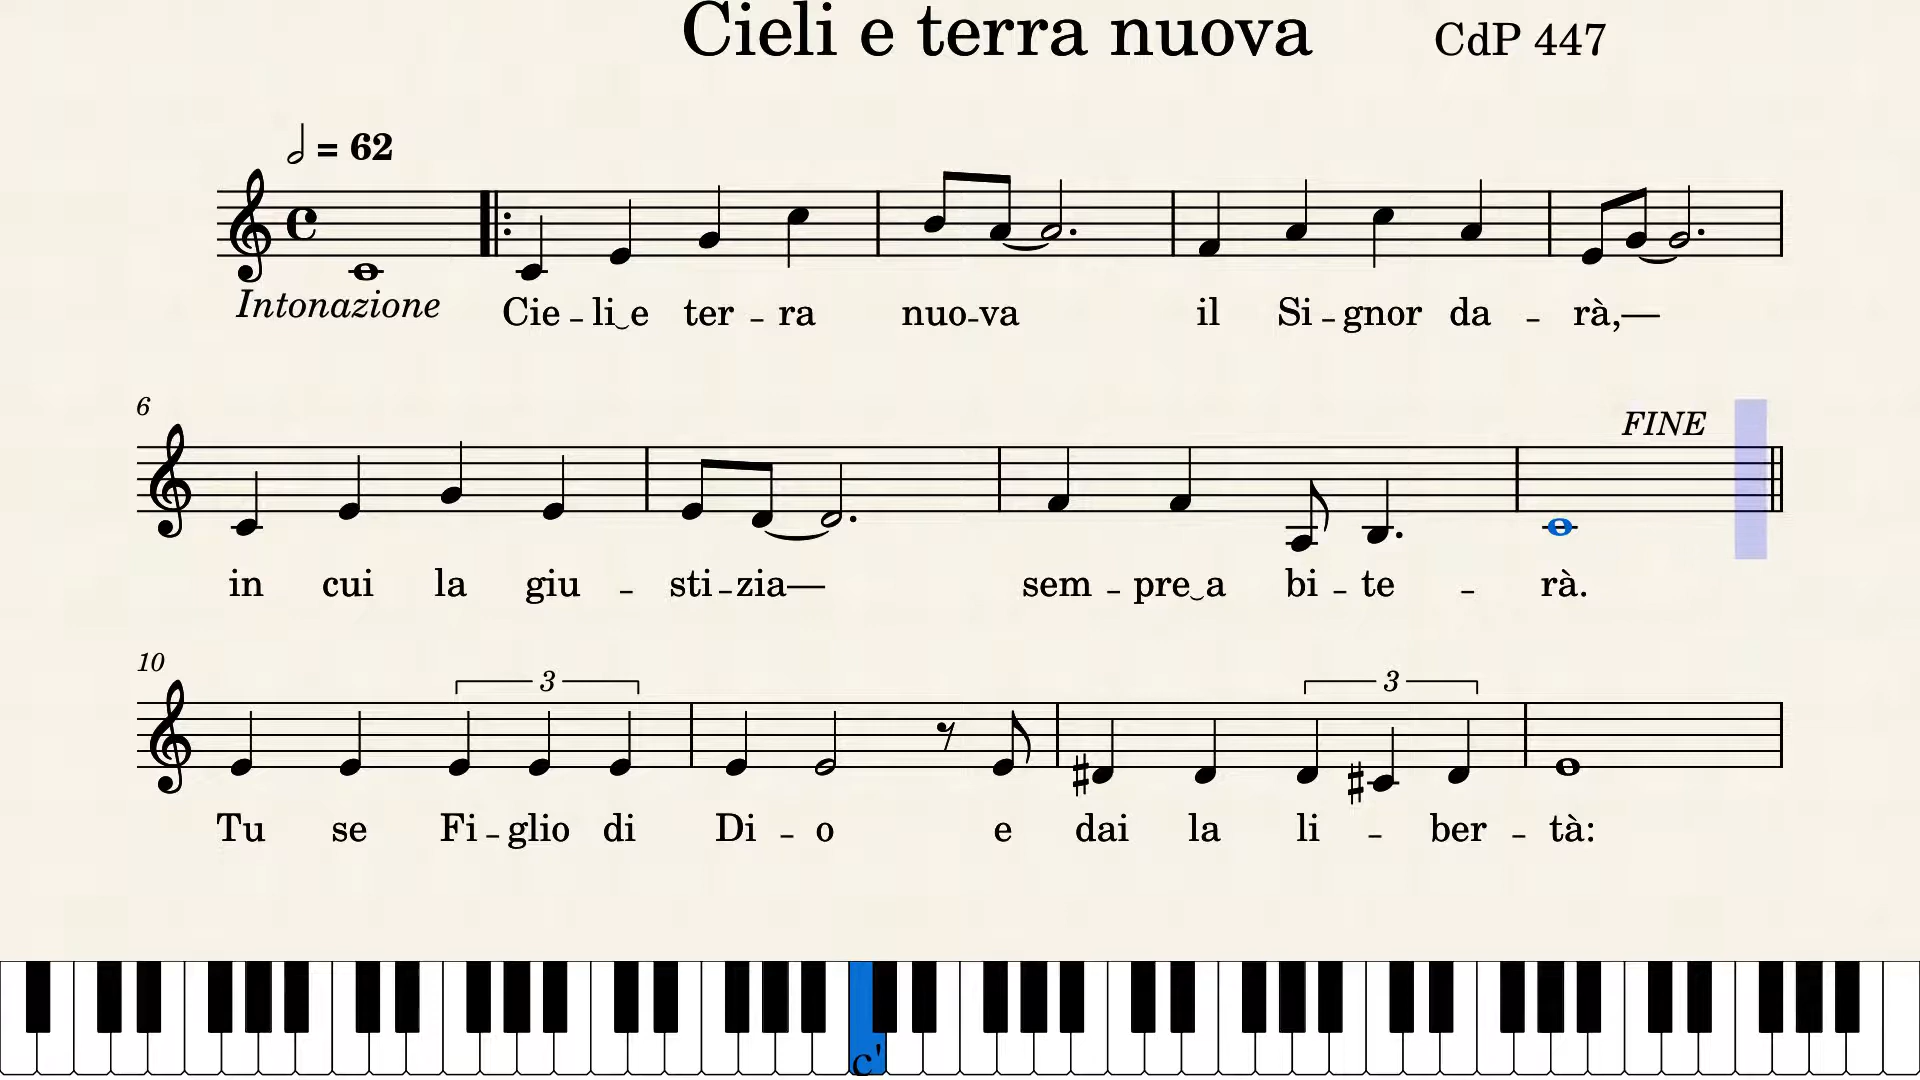 Cieli e terra nuova CdP 447
= 62
Intonazione Cie - li‿e ter - ra nuo - va il Si - gnor da - rà,—
6
FINE
in cui la giu - sti - zia— sem - pre‿a bi - te - rà.
10 3 3
Tu se Fi - glio di Di - o e dai la li - ber - tà:
c'